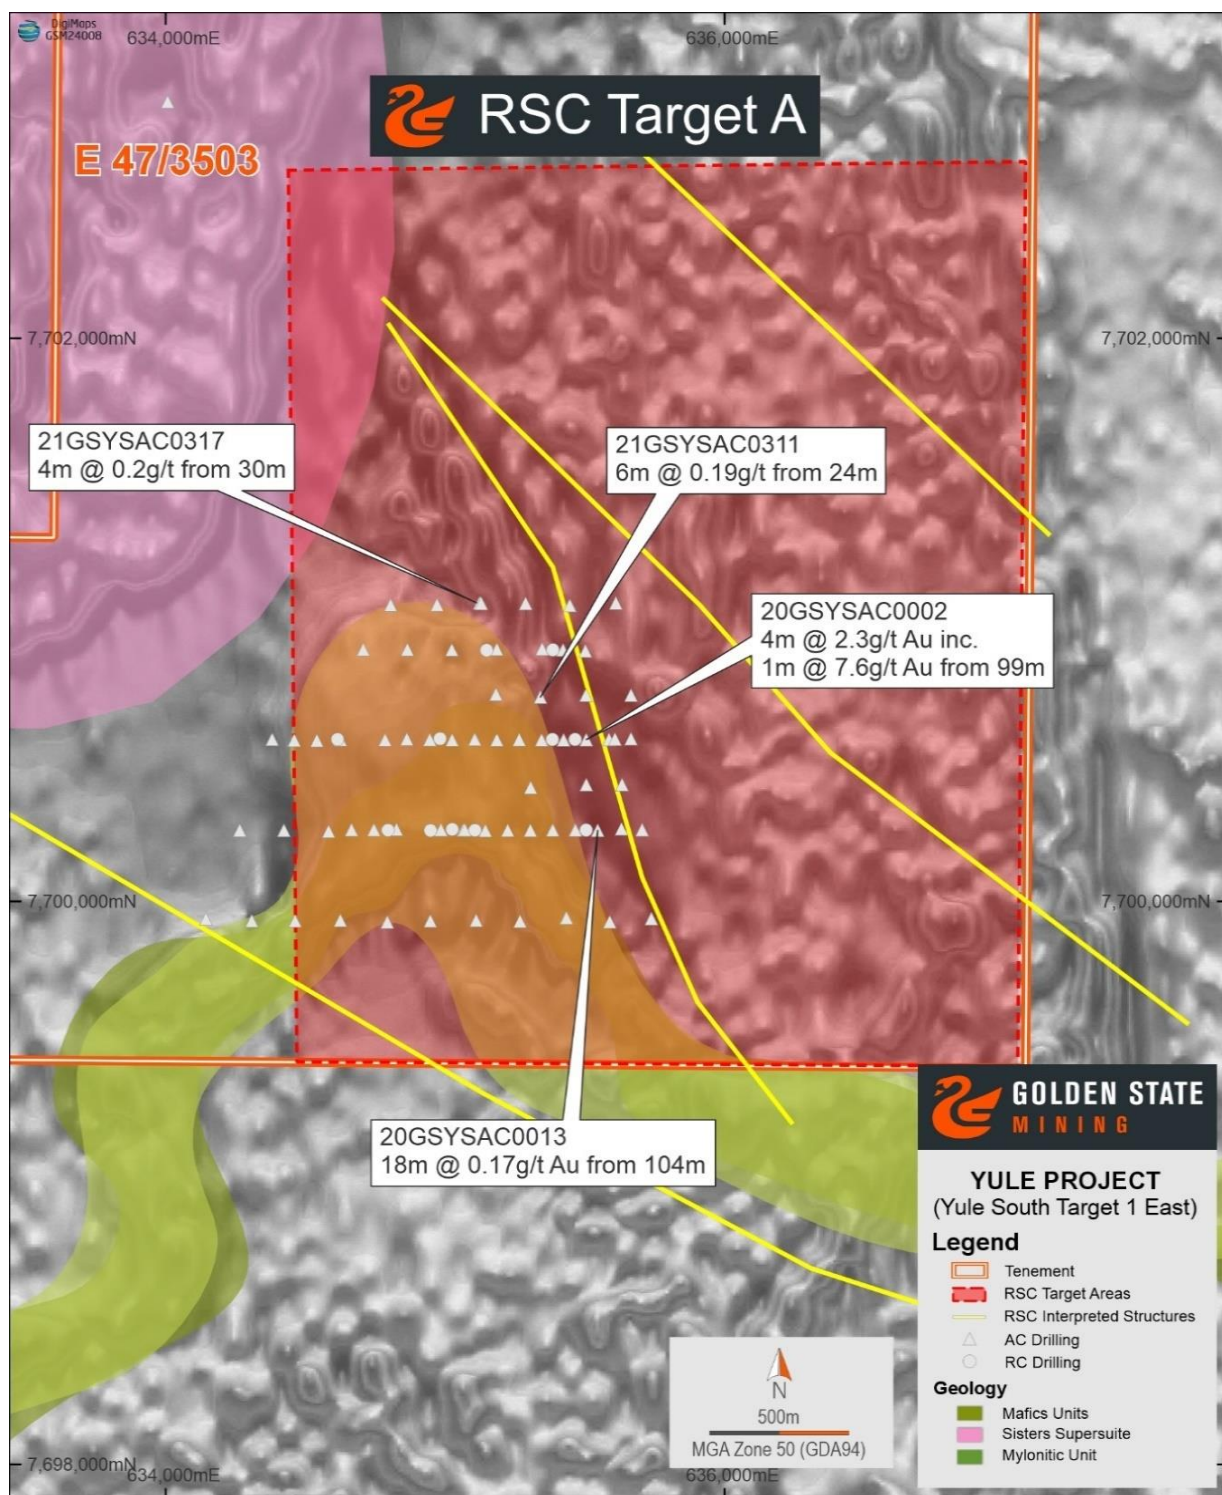 DigiMaps
GSM24008
634,000mE
636,000mE
RSC Target A
E 47/3503
7,702,000mN
7,702,000mN
21GSYSAC0317
4m @ 0.2g/t from 30m
21GSYSAC0311
6m @ 0.19g/t from 24m
20GSYSAC0002
4m @ 2.3g/t Au inc.
1m @ 7.6g/t Au from 99m
7,700,000mN
7,700,000mN
20GSYSAC0013
18m @ 0.17g/t Au from 104m
GOLDEN STATE
MINING
YULE PROJECT
(Yule South Target 1 East)
Legend
Tenement
RSC Target Areas
RSC Interpreted Structures
AC Drilling
RC Drilling
Geology
Mafics Units
Sisters Supersuite
Mylonitic Unit
N
500m
MGA Zone 50 (GDA94)
7,698,000mN
634,000mE
636,000mE